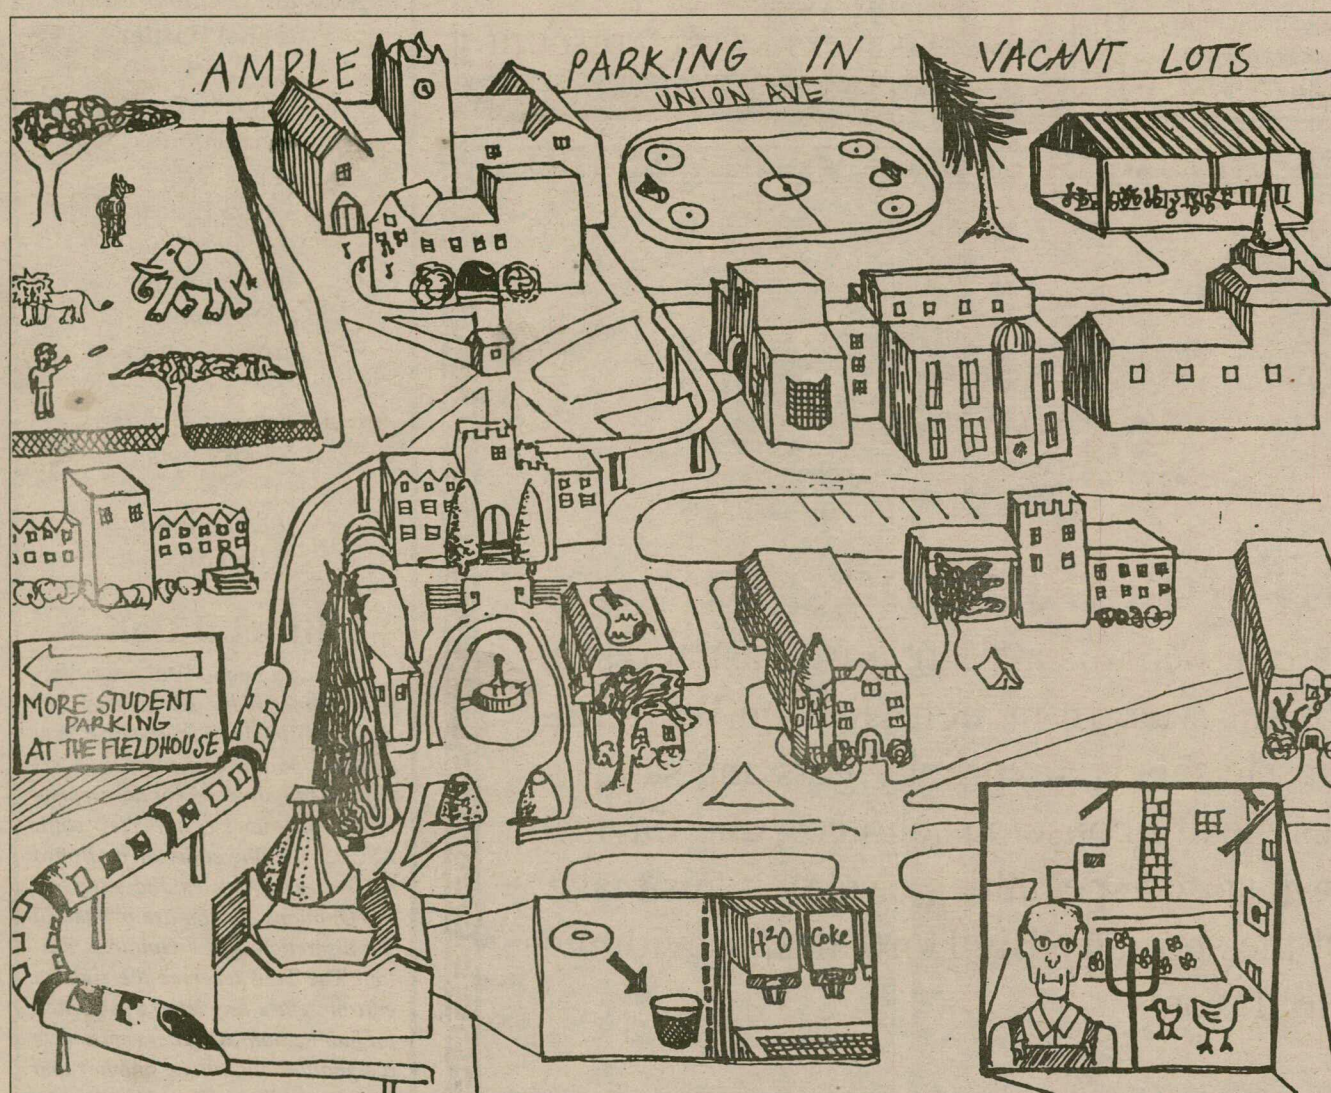 AMPLE PARKING IN VACANT LOTS
UNION AVE
MORE STUDENT
PARKING
AT THE FIELDHOUSE
H²O Coke